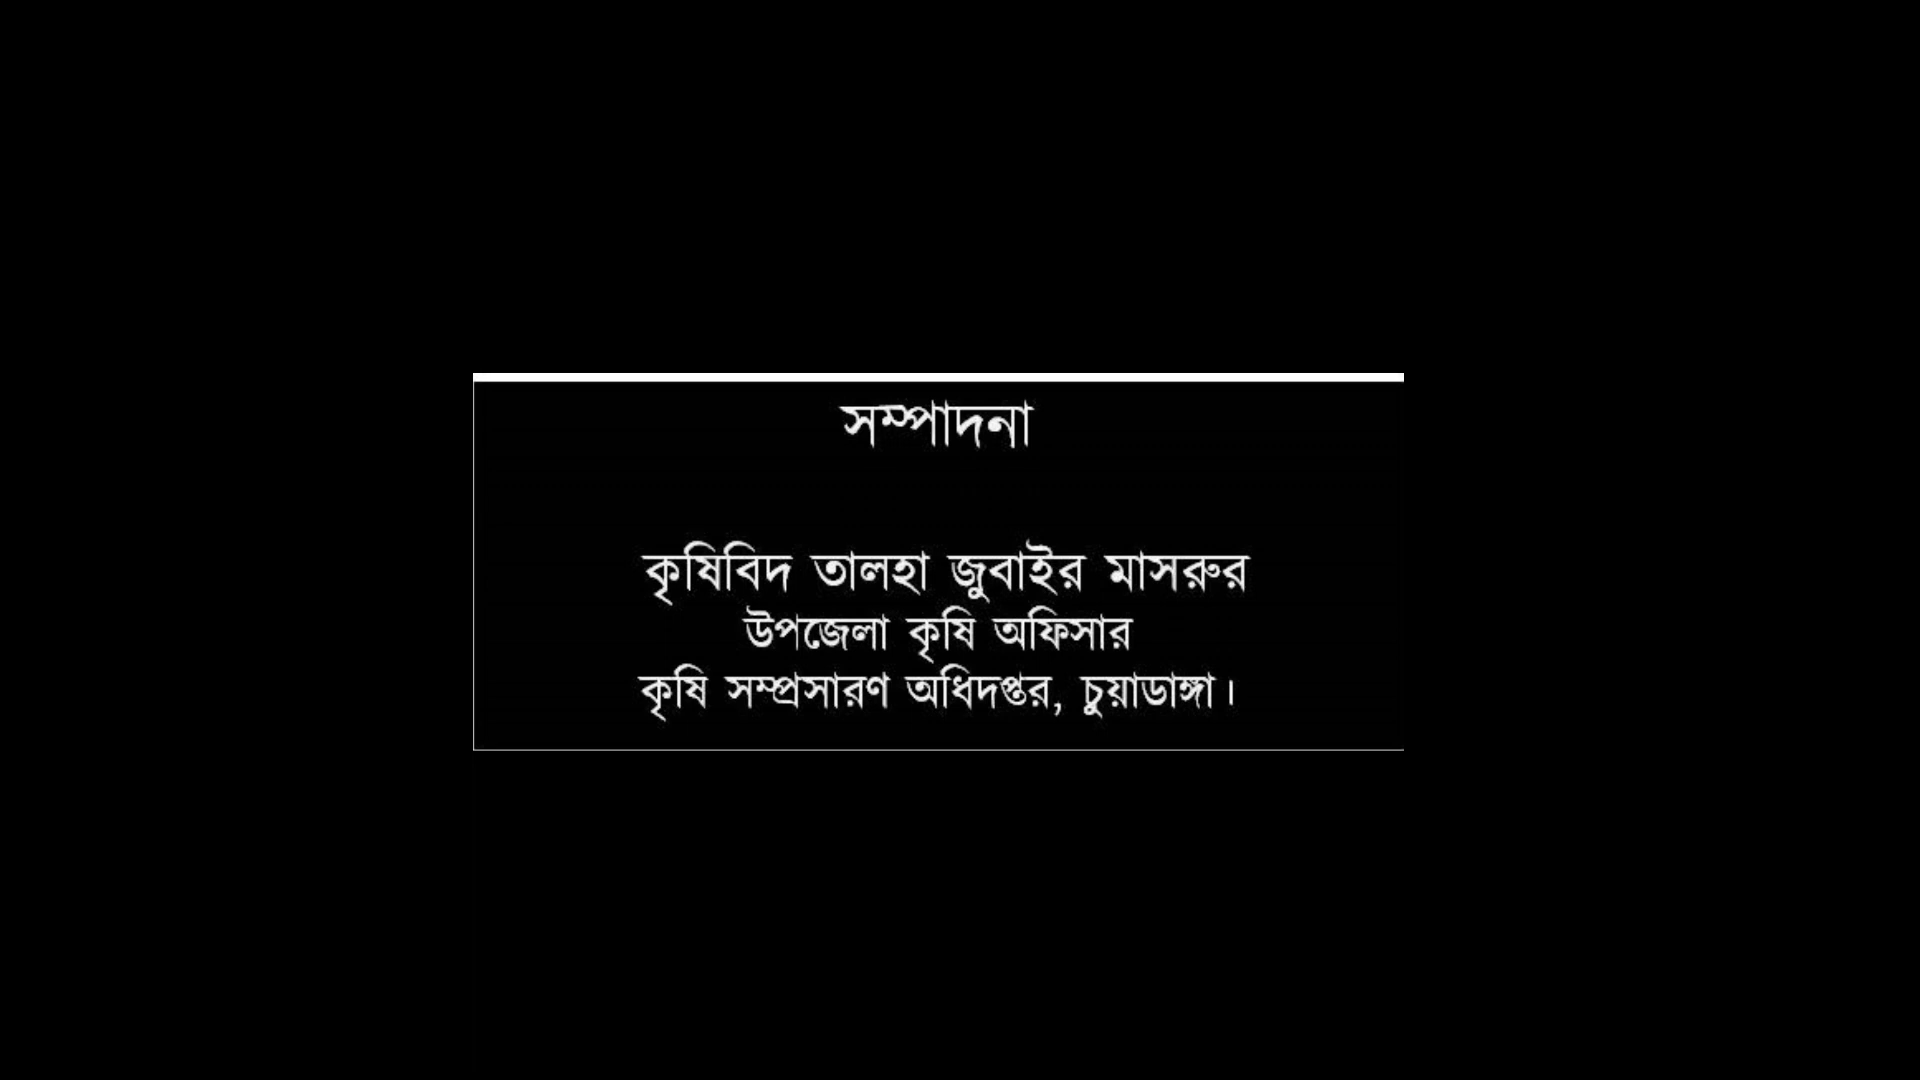 সম্পাদনা
কৃষিবিদ তালহা জুবাইর মাসরুর
উপজেলা কৃষি অফিসার
কৃষি সম্প্রসারণ অধিদপ্তর, চুয়াডাঙ্গা।